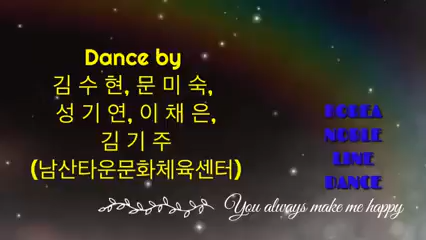 Dance by
김 수 현, 문 미 숙,
성 기 연, 이 채 은,
김 기 주
(남산타운문화체육센터)
KOREA
NOBLE
LINE
DANCE
You always make me happy